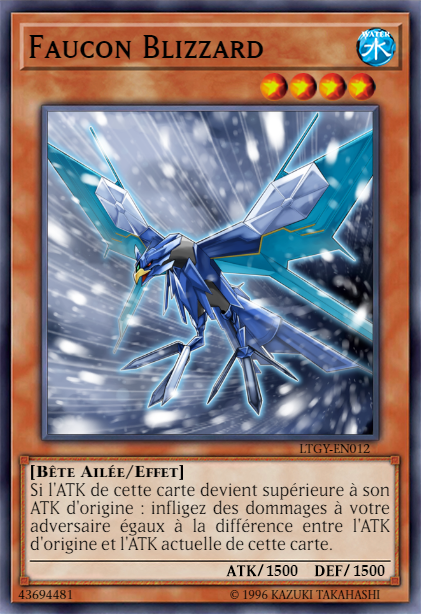 FAUCON BLIZZARD
WATER
水
LTGY-EN012
[BÊTE AILÉE/EFFET]
Si l'ATK de cette carte devient supérieure à son
ATK d'origine : infligez des dommages à votre
adversaire égaux à la différence entre l'ATK
d'origine et l'ATK actuelle de cette carte.
ATK/1500 DEF/1500
43694481 © 1996 KAZUKI TAKAHASHI